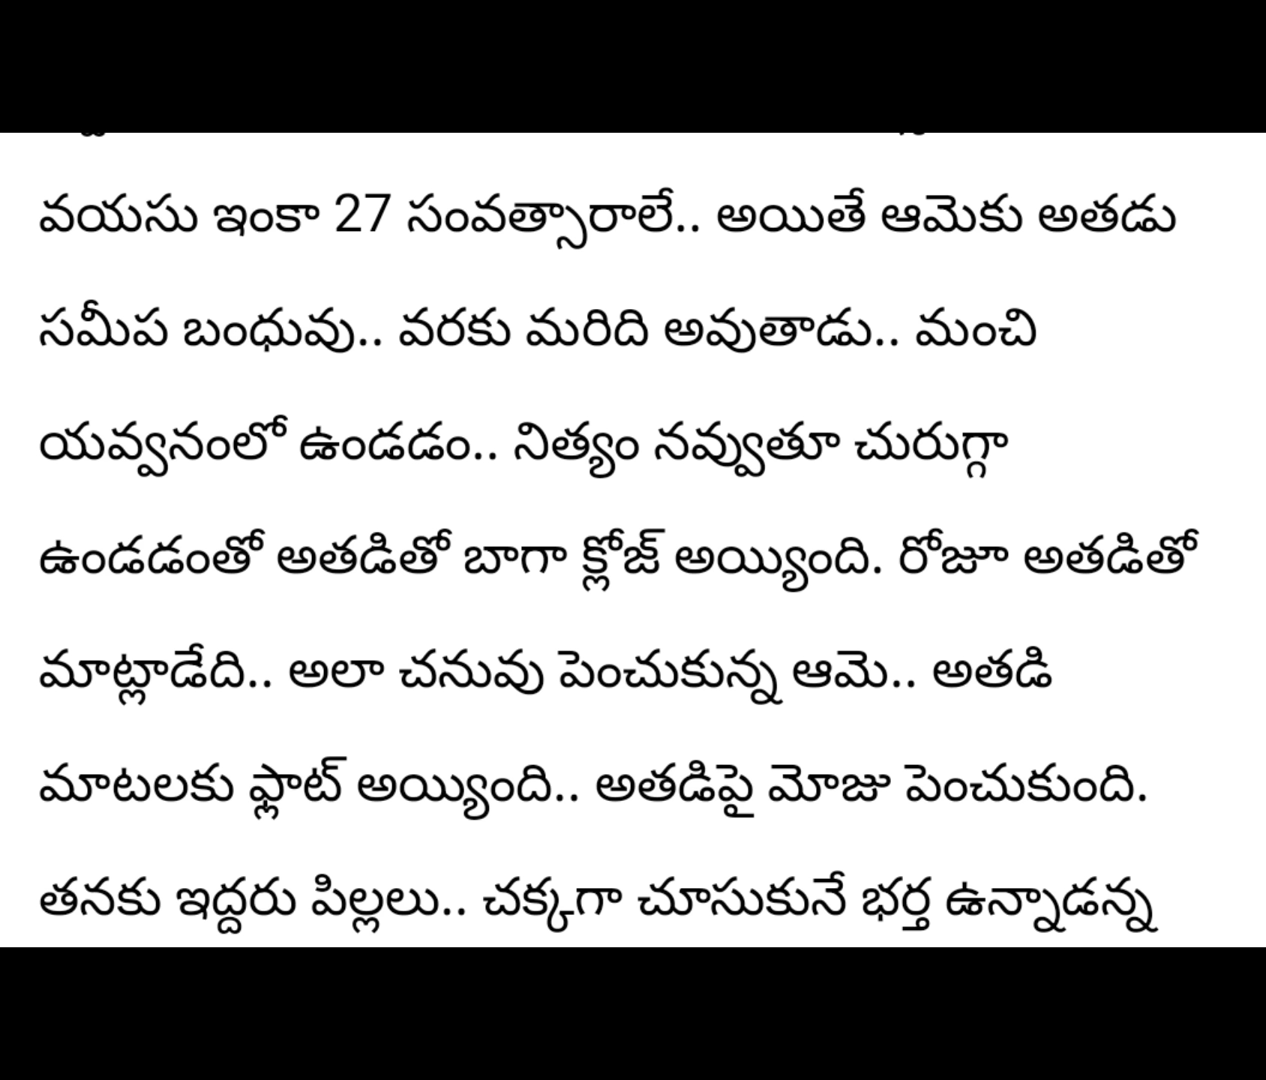 వయసు ఇంకా 27 సంవత్సారాలే.. అయితే ఆమెకు అతడు
సమీప బంధువు.. వరకు మరిది అవుతాడు.. మంచి
యవ్వనంలో ఉండడం.. నిత్యం నవ్వుతూ చురుగ్గా
ఉండడంతో అతడితో బాగా క్లోజ్ అయ్యింది. రోజూ అతడితో
మాట్లాడేది.. అలా చనువు పెంచుకున్న ఆమె.. అతడి
మాటలకు ఫ్లాట్ అయ్యింది.. అతడిపై మోజు పెంచుకుంది.
తనకు ఇద్దరు పిల్లలు.. చక్కగా చూసుకునే భర్త ఉన్నాడన్న